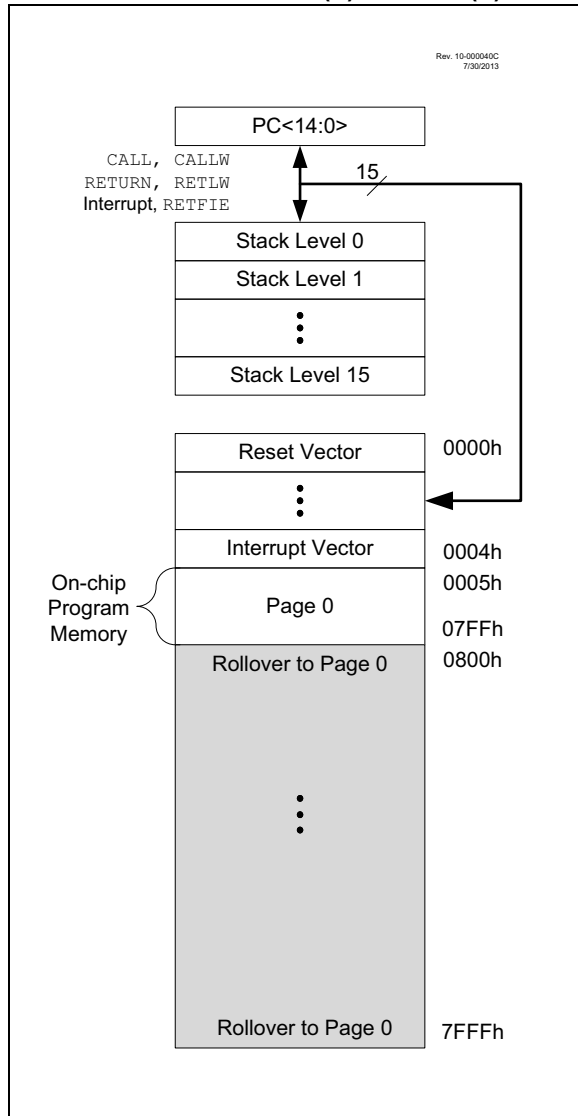 Rev. 10-000040C
7/30/2013
PC<14:0>
CALL, CALLW
RETURN, RETLW
Interrupt, RETFIE
15
Stack Level 0
Stack Level 1
Stack Level 15
Reset Vector
0000h
Interrupt Vector
0004h
On-chip
Program
Memory
Page 0
0005h
07FFh
Rollover to Page 0
0800h
Rollover to Page 0
7FFFh